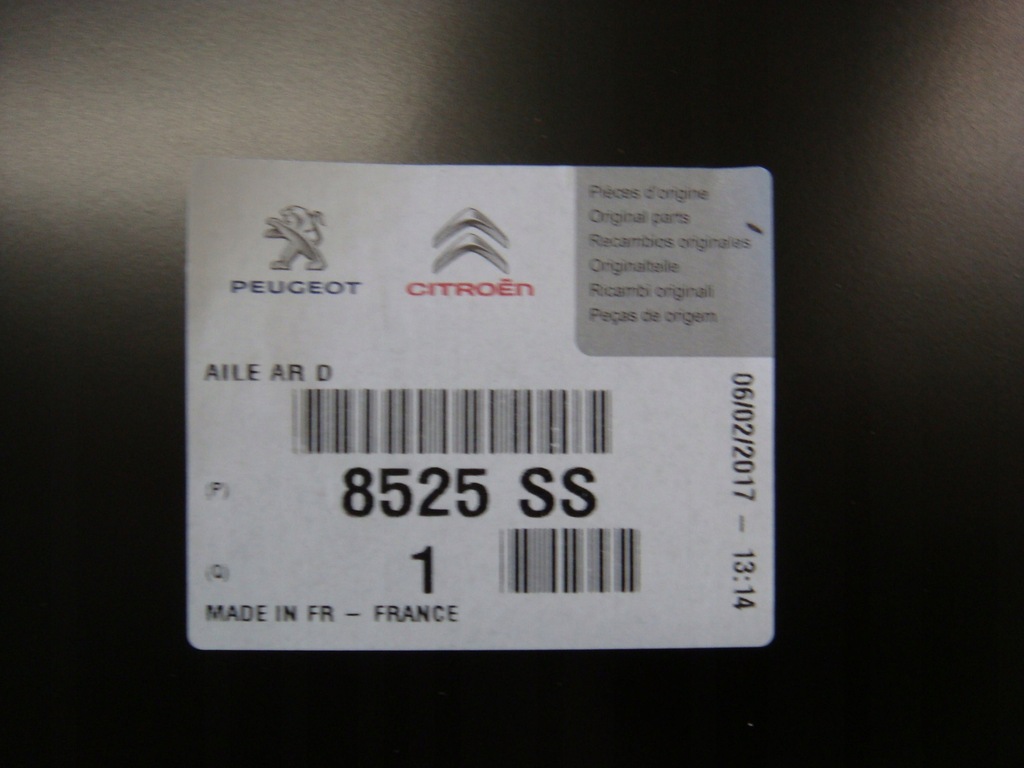 PEUGEOT
CITROËN
Pièces d'origine
Original parts
Recambios originales
Originalteile
Ricambi originali
Peças de origem
AILE AR D
(P) 8525 SS
(Q) 1
MADE IN FR - FRANCE
06/02/2017 - 13:14